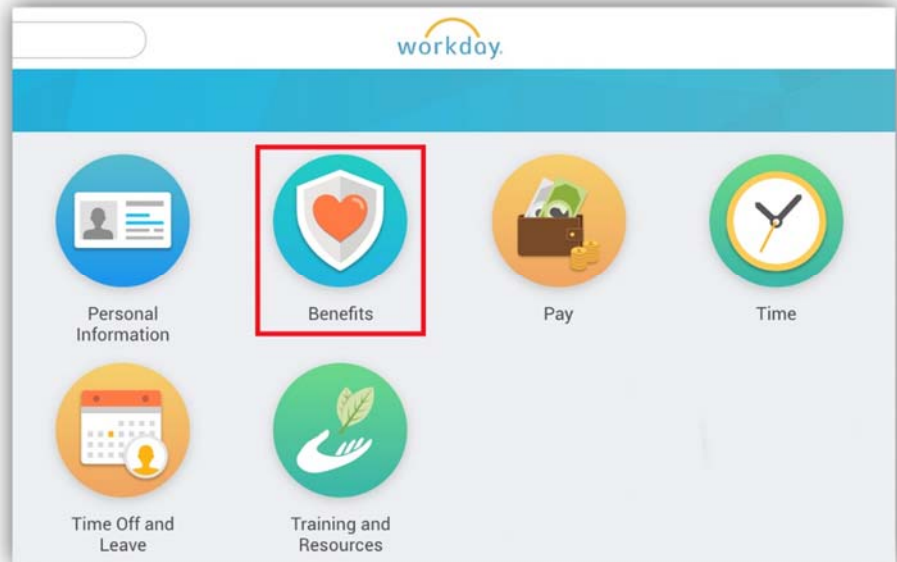 workday.
Personal
Information
Benefits
Pay
Time
Time Off and
Leave
Training and
Resources